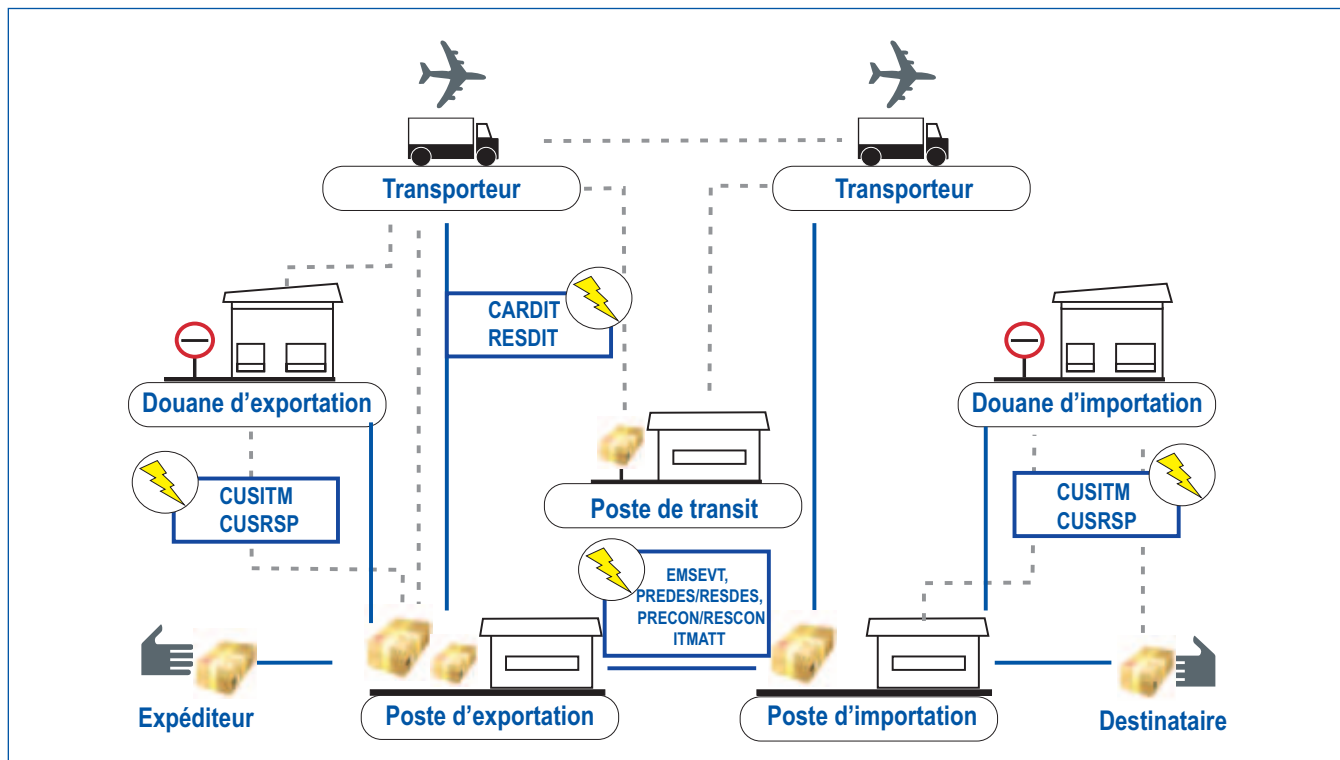 Transporteur
Transporteur
CARDIT
RESDIT
Douane d’exportation
Douane d’importation
CUSITM
CUSRSP
Poste de transit
CUSITM
CUSRSP
EMSEVT,
PREDES/RESDES,
PRECON/RESCON
ITMATT
Expéditeur
Poste d’exportation
Poste d’importation
Destinataire